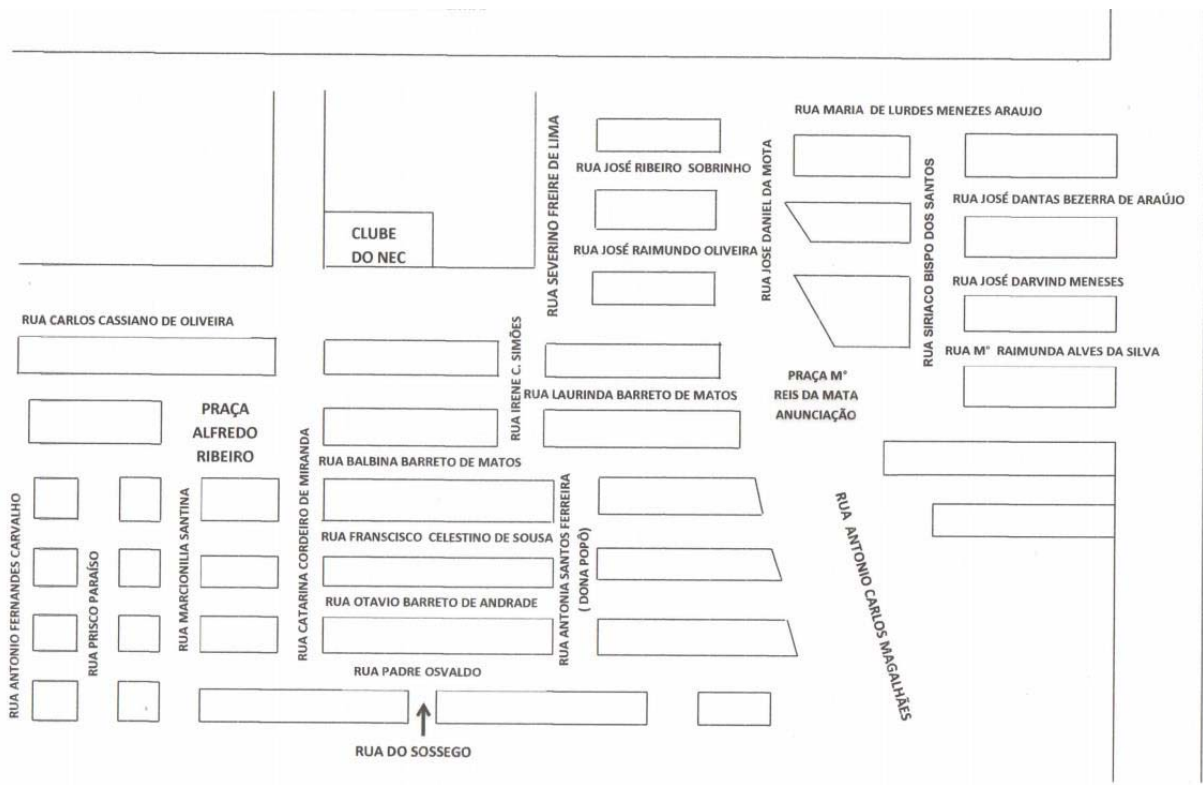 RUA MARIA DE LURDES MENEZES ARAUJO
RUA SEVERINO FREIRE DE LIMA
RUA JOSÉ RIBEIRO SOBRINHO
RUA JOSE DANIEL DA MOTA
RUA SIRIACO BISPO DOS SANTOS
RUA JOSÉ DANTAS BEZERRA DE ARAÚJO
CLUBE
DO NEC
RUA JOSÉ RAIMUNDO OLIVEIRA
RUA JOSÉ DARVIND MENESES
RUA CARLOS CASSIANO DE OLIVEIRA
RUA IRENE C. SIMÕES
RUA M° RAIMUNDA ALVES DA SILVA
PRAÇA M°
REIS DA MATA
ANUNCIAÇÃO
RUA LAURINDA BARRETO DE MATOS
PRAÇA
ALFREDO
RIBEIRO
RUA CATARINA CORDEIRO DE MIRANDA
RUA BALBINA BARRETO DE MATOS
RUA ANTONIO FERNANDES CARVALHO
RUA PRISCO PARAÍSO
RUA MARCIONILIA SANTINA
RUA FRANSCISCO CELESTINO DE SOUSA
RUA ANTONIA SANTOS FERREIRA
( DONA POPÔ)
RUA ANTONIO CARLOS MAGALHÃES
RUA OTAVIO BARRETO DE ANDRADE
RUA PADRE OSVALDO
RUA DO SOSSEGO